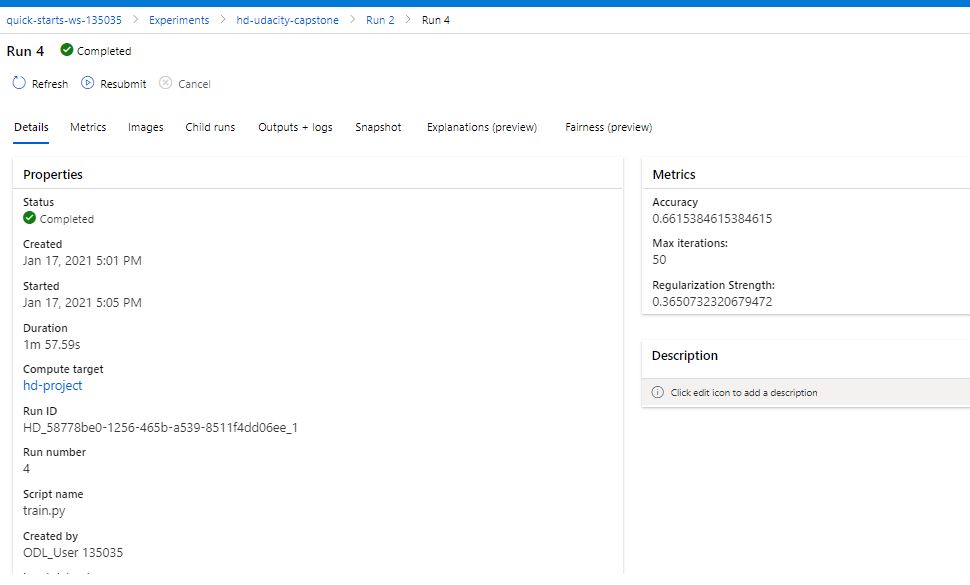 quick-starts-ws-135035 > Experiments > hd-udacity-capstone > Run 2 > Run 4
Run 4 Completed
Refresh Resubmit Cancel
Details Metrics Images Child runs Outputs + logs Snapshot Explanations (preview) Fairness (preview)
Properties
Status
Completed
Created
Jan 17, 2021 5:01 PM
Started
Jan 17, 2021 5:05 PM
Duration
1m 57.59s
Compute target
hd-project
Run ID
HD_58778be0-1256-465b-a539-8511f4dd06ee_1
Run number
4
Script name
train.py
Created by
ODL_User 135035
Metrics
Accuracy
0.6615384615384615
Max iterations:
50
Regularization Strength:
0.3650732320679472
Description
Click edit icon to add a description